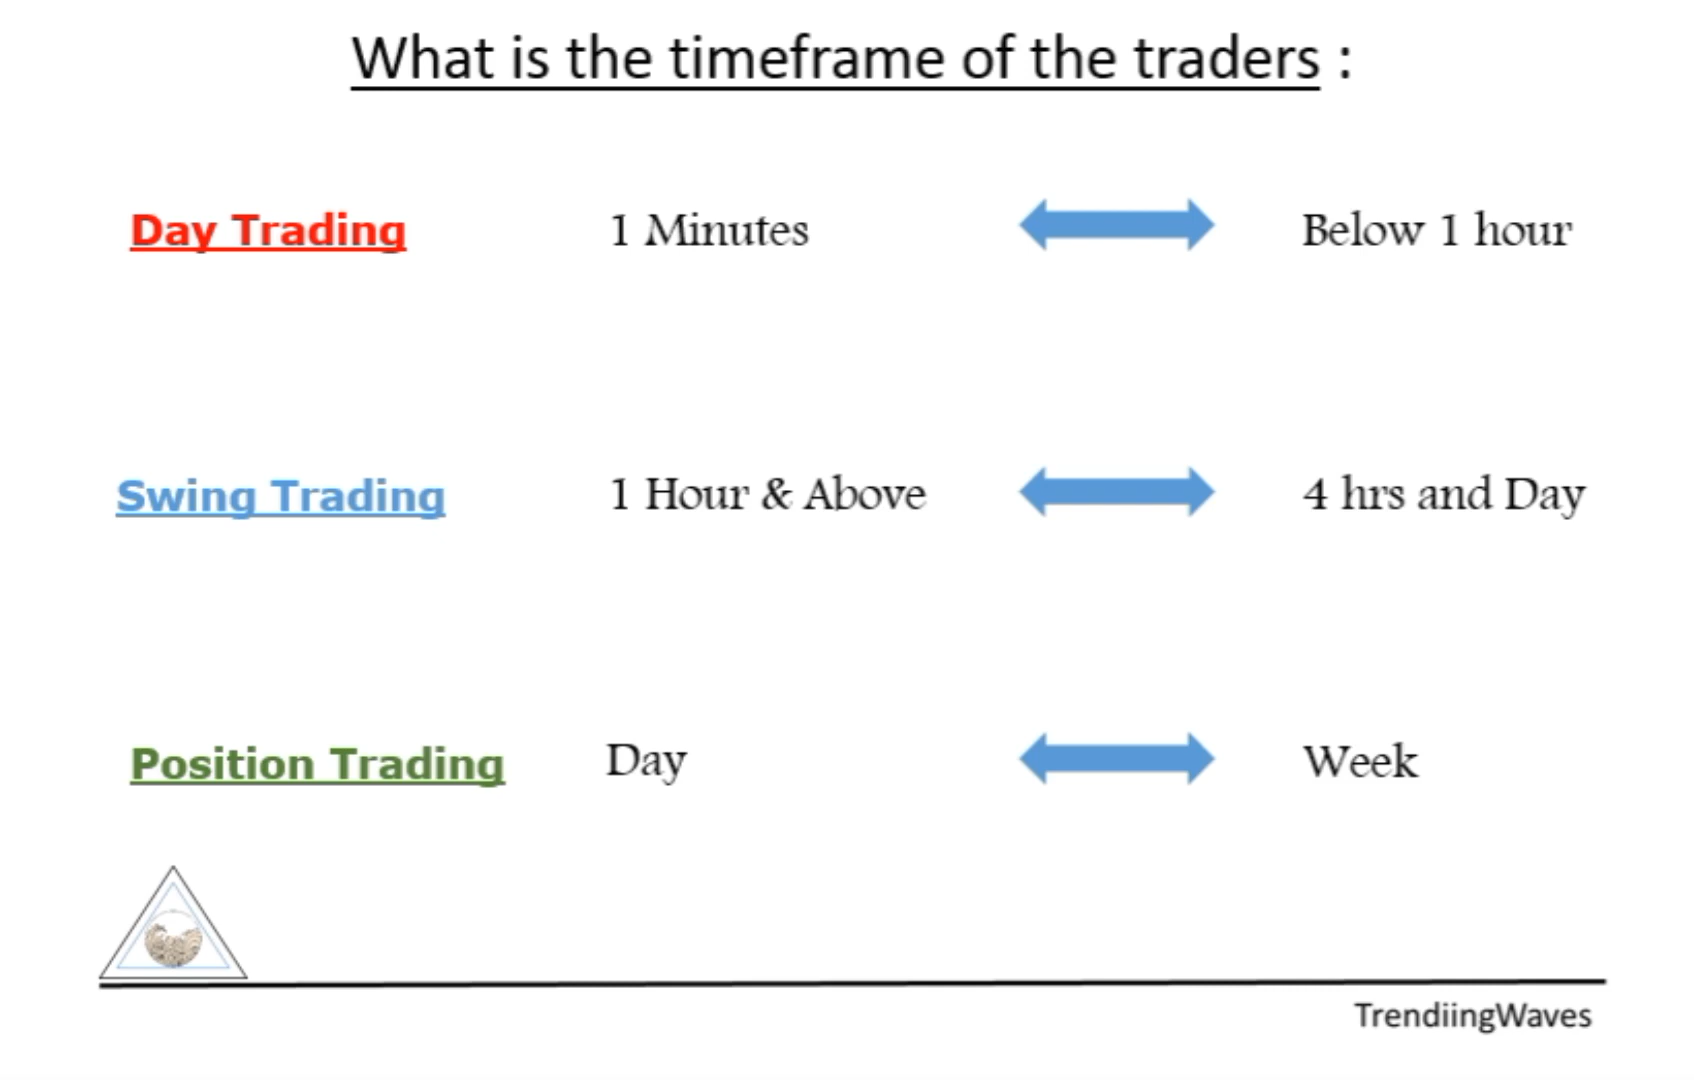 What is the timeframe of the traders :
Day Trading 1 Minutes Below 1 hour
Swing Trading 1 Hour & Above 4 hrs and Day
Position Trading Day Week
TrendiingWaves